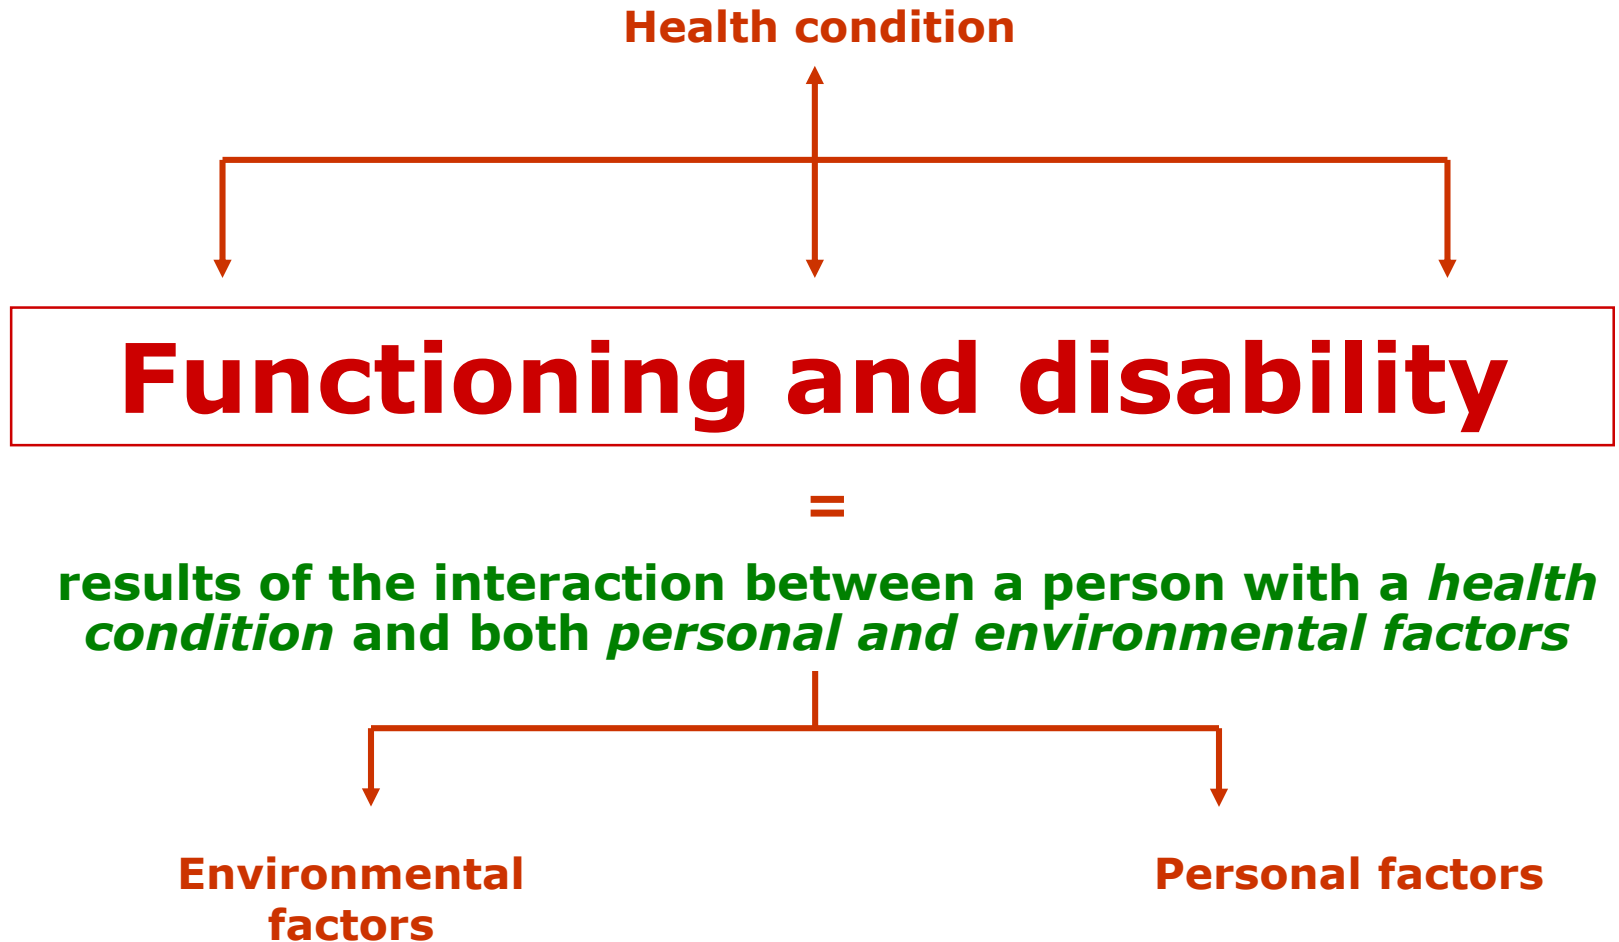 Health condition
Functioning and disability
=
results of the interaction between a person with a health
condition and both personal and environmental factors
Environmental
factors
Personal factors